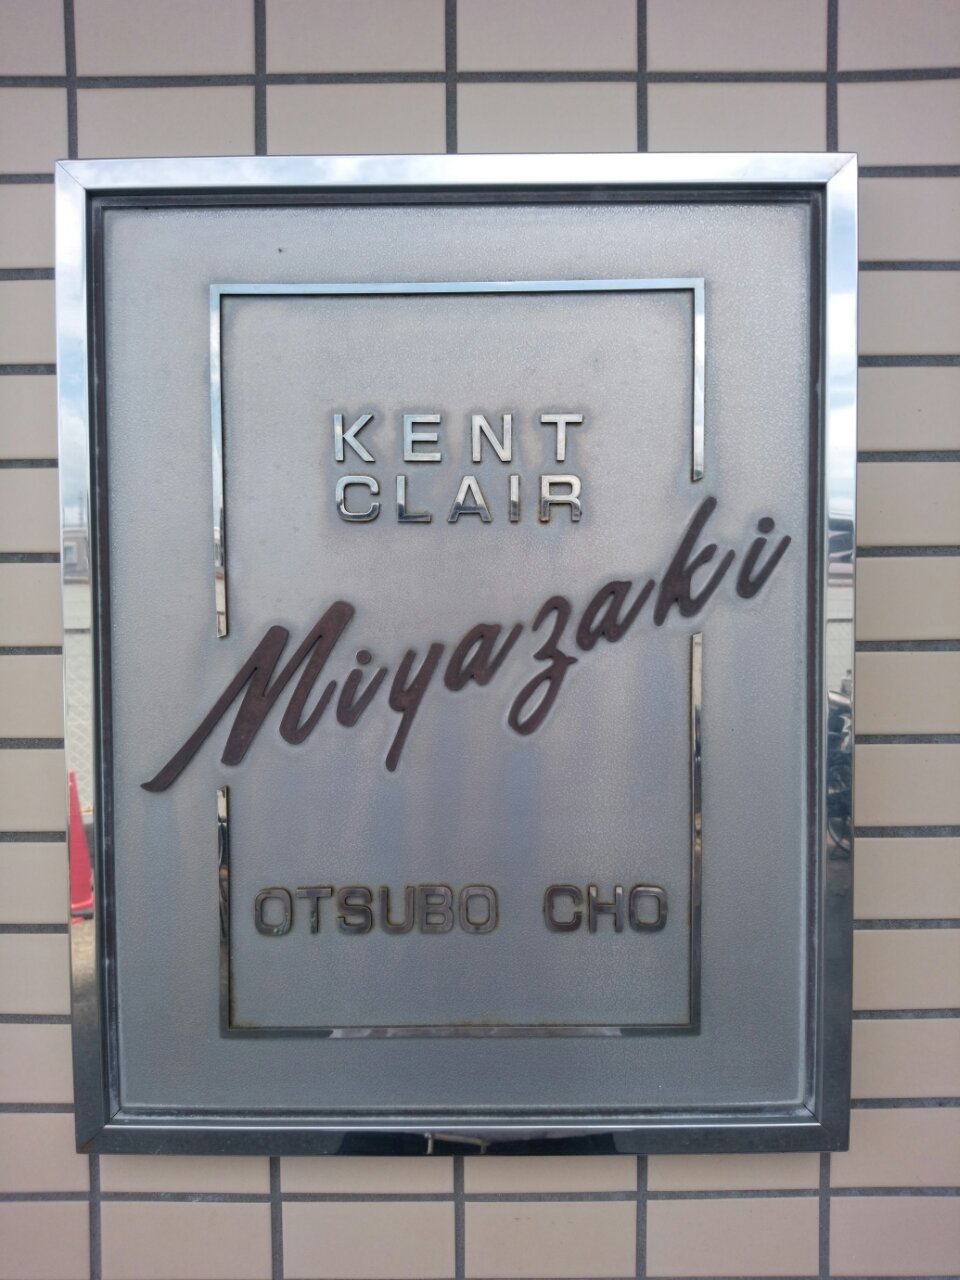 KENT
CLAIR
Miyazaki
OTSUBO CHO